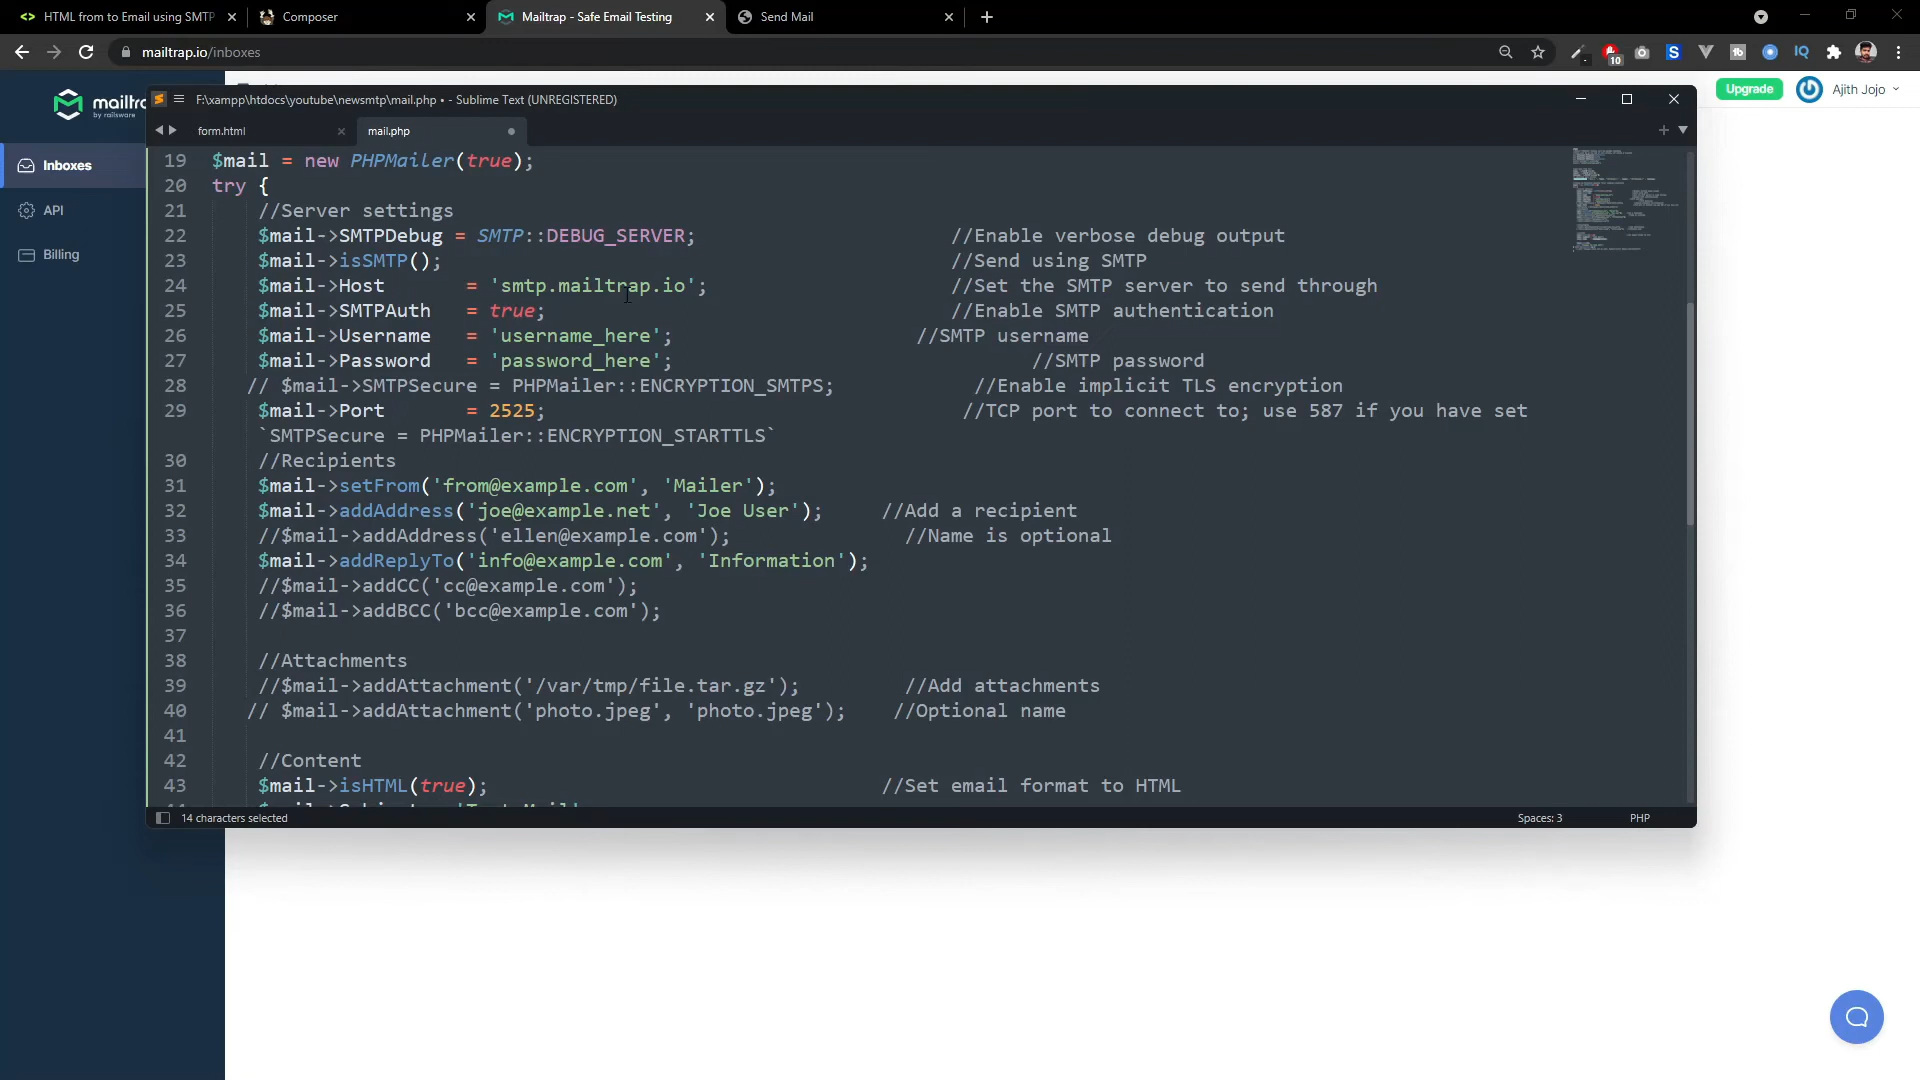 <> HTML from to Email using SMTP
Composer
Mailtrap - Safe Email Testing
Send Mail
mailtrap.io/inboxes
10
S
tb
IQ
mailtra
by railsware
Inboxes
API
Billing
Upgrade
Ajith Jojo
F:\xampp\htdocs\youtube\newsmtp\mail.php • - Sublime Text (UNREGISTERED)
form.html
mail.php
19 $mail = new PHPMailer(true);
20 try {
21 //Server settings
22 $mail->SMTPDebug = SMTP::DEBUG_SERVER; //Enable verbose debug output
23 $mail->isSMTP(); //Send using SMTP
24 $mail->Host = 'smtp.mailtrap.io'; //Set the SMTP server to send through
25 $mail->SMTPAuth = true; //Enable SMTP authentication
26 $mail->Username = 'username_here'; //SMTP username
27 $mail->Password = 'password_here'; //SMTP password
28 // $mail->SMTPSecure = PHPMailer::ENCRYPTION_SMTPS; //Enable implicit TLS encryption
29 $mail->Port = 2525; //TCP port to connect to; use 587 if you have set
`SMTPSecure = PHPMailer::ENCRYPTION_STARTTLS`
30 //Recipients
31 $mail->setFrom('from@example.com', 'Mailer');
32 $mail->addAddress('joe@example.net', 'Joe User'); //Add a recipient
33 //$mail->addAddress('ellen@example.com'); //Name is optional
34 $mail->addReplyTo('info@example.com', 'Information');
35 //$mail->addCC('cc@example.com');
36 //$mail->addBCC('bcc@example.com');
37
38 //Attachments
39 //$mail->addAttachment('/var/tmp/file.tar.gz'); //Add attachments
40 // $mail->addAttachment('photo.jpeg', 'photo.jpeg'); //Optional name
41
42 //Content
43 $mail->isHTML(true); //Set email format to HTML
14 characters selected
Spaces: 3
PHP